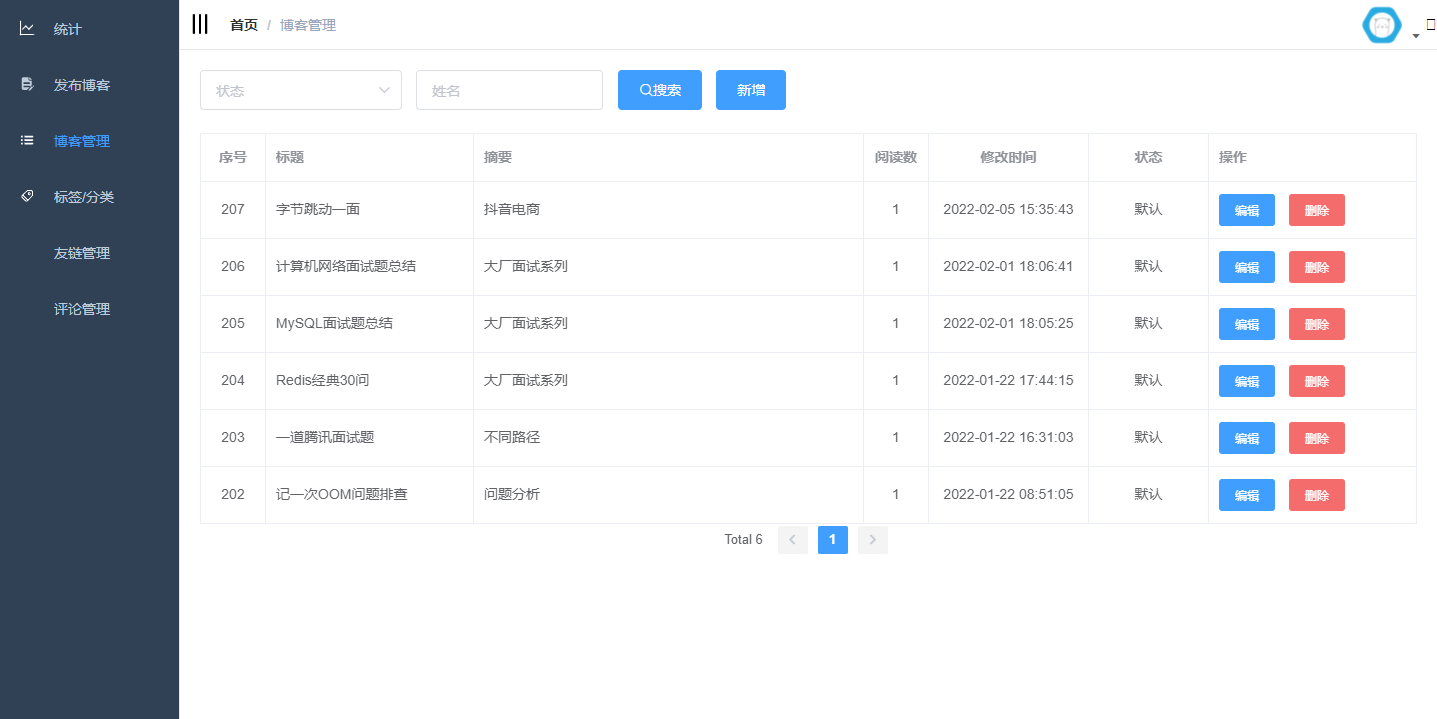 统计
发布博客
博客管理
标签/分类
友链管理
评论管理
首页 / 博客管理
状态 姓名 搜索 新增
序号 标题 摘要 阅读数 修改时间 状态 操作
207 字节跳动一面 抖音电商 1 2022-02-05 15:35:43 默认 编辑 删除
206 计算机网络面试题总结 大厂面试系列 1 2022-02-01 18:06:41 默认 编辑 删除
205 MySQL面试题总结 大厂面试系列 1 2022-02-01 18:05:25 默认 编辑 删除
204 Redis经典30问 大厂面试系列 1 2022-01-22 17:44:15 默认 编辑 删除
203 一道腾讯面试题 不同路径 1 2022-01-22 16:31:03 默认 编辑 删除
202 记一次OOM问题排查 问题分析 1 2022-01-22 08:51:05 默认 编辑 删除
Total 6 1